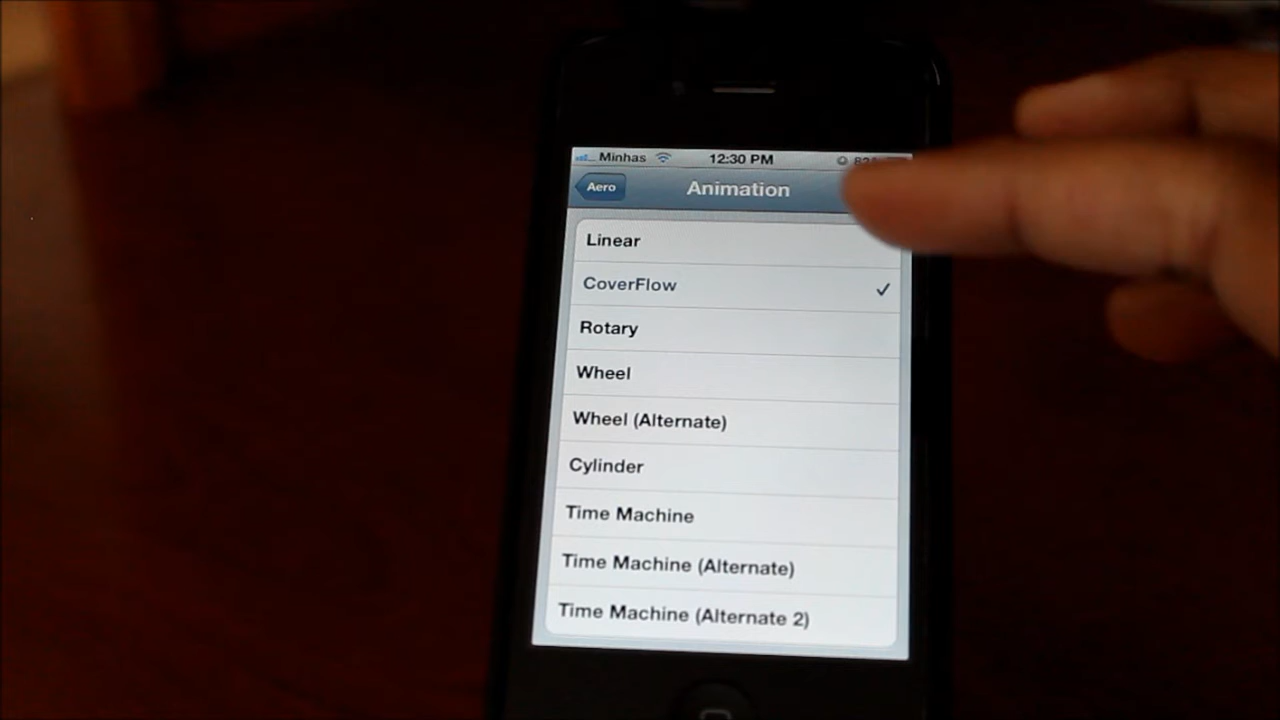 Minhas 12:30 PM
Aero Animation
Linear
CoverFlow
Rotary
Wheel
Wheel (Alternate)
Cylinder
Time Machine
Time Machine (Alternate)
Time Machine (Alternate 2)